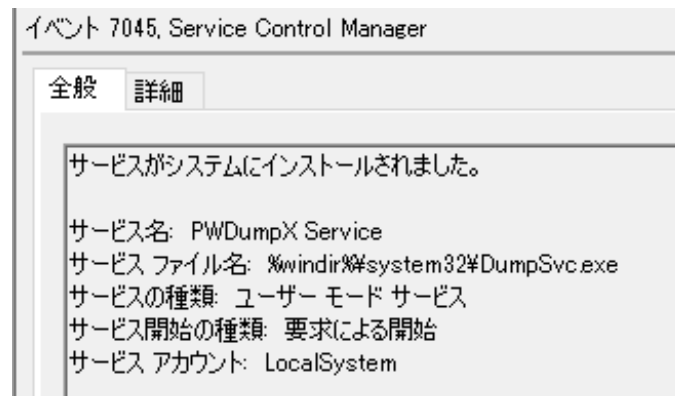 イベント 7045, Service Control Manager
全般 詳細
サービスがシステムにインストールされました。
サービス名: PWDumpX Service
サービス ファイル名: %windir%¥system32¥DumpSvc.exe
サービスの種類: ユーザー モード サービス
サービス開始の種類: 要求による開始
サービス アカウント: LocalSystem